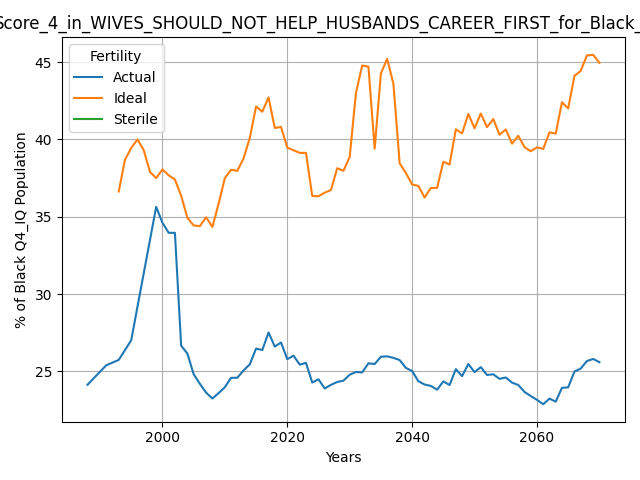 Score_4_in_WIVES_SHOULD_NOT_HELP_HUSBANDS_CAREER_FIRST_for_Black_
Fertility
Actual
Ideal
Sterile
% of Black Q4_IQ Population
45
40
35
30
25
2000 2020 2040 2060
Years